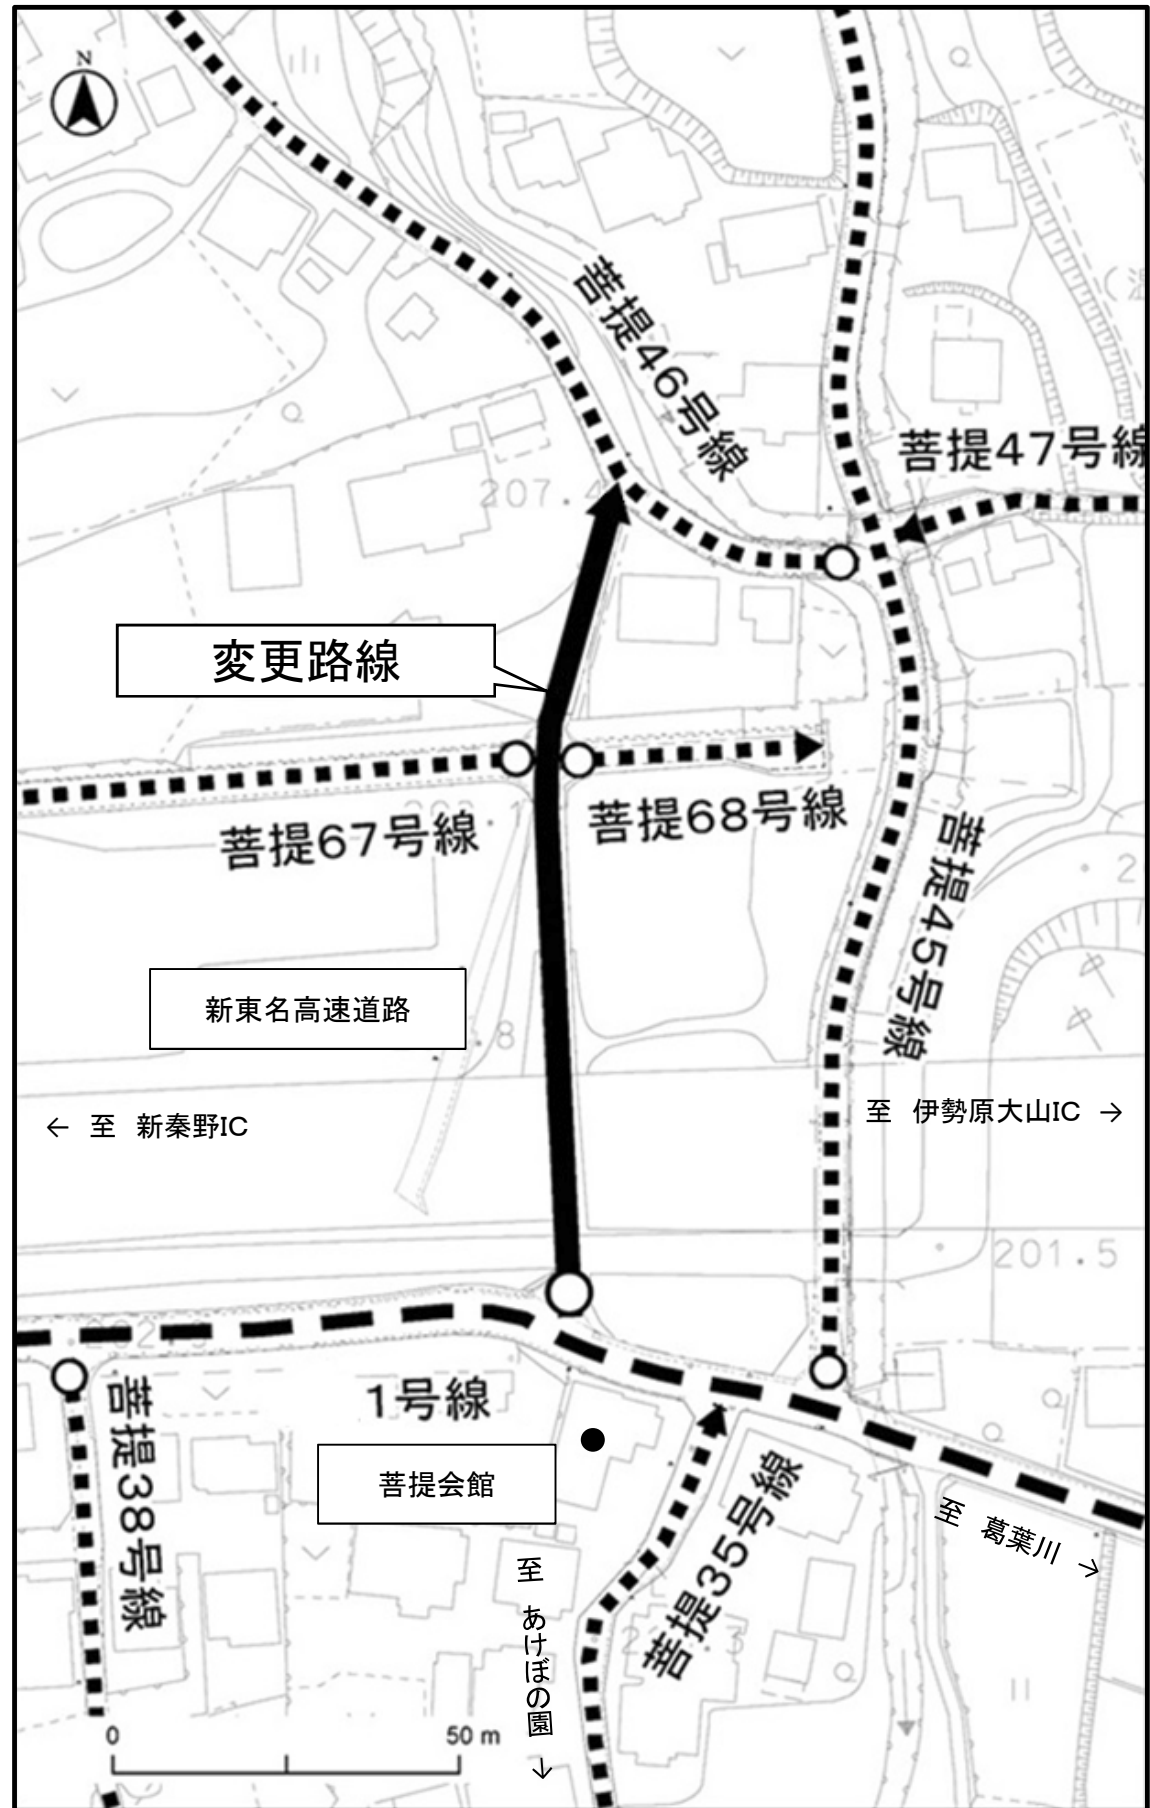 N
菩提46号線
菩提47号線
207.4
変更路線
菩提67号線
菩提68号線
菩提45号線
新東名高速道路
8
← 至 新秦野IC
至 伊勢原大山IC →
201.5
1号線
菩提38号線
菩提会館
菩提35号線
至 葛葉川 →
至 あけぼの園 →
0
50 m